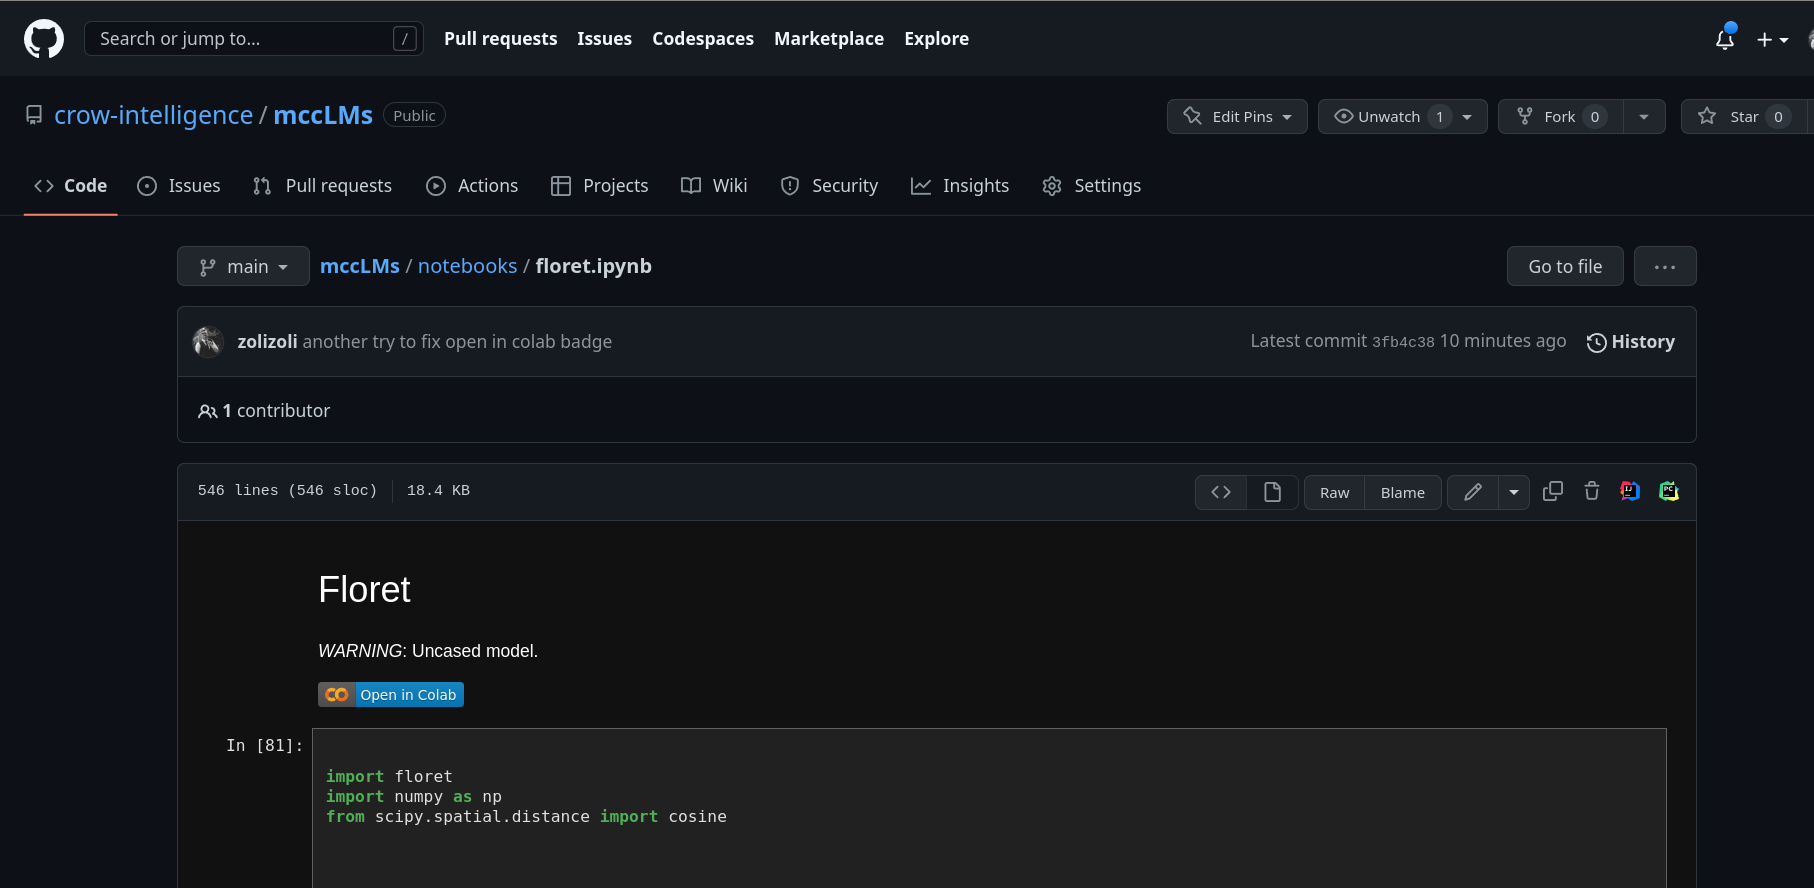 Search or jump to... /
Pull requests Issues Codespaces Marketplace Explore
crow-intelligence / mccLMs Public
Edit Pins Unwatch 1 Fork 0 Star 0
Code Issues Pull requests Actions Projects Wiki Security Insights Settings
main mccLMs / notebooks / floret.ipynb Go to file ...
zolizoli another try to fix open in colab badge Latest commit 3fb4c38 10 minutes ago History
1 contributor
546 lines (546 sloc) 18.4 KB Raw Blame IJ PC
Floret
WARNING: Uncased model.
Open in Colab
In [81]:
import floret
import numpy as np
from scipy.spatial.distance import cosine